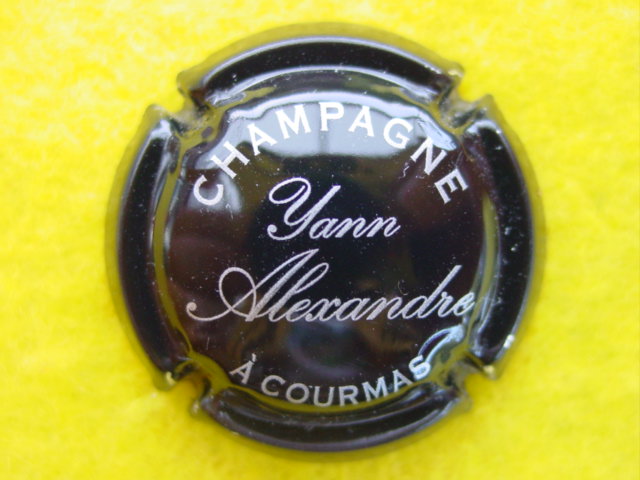 CHAMPAGNE
Yann
Alexandre
À COURMAS